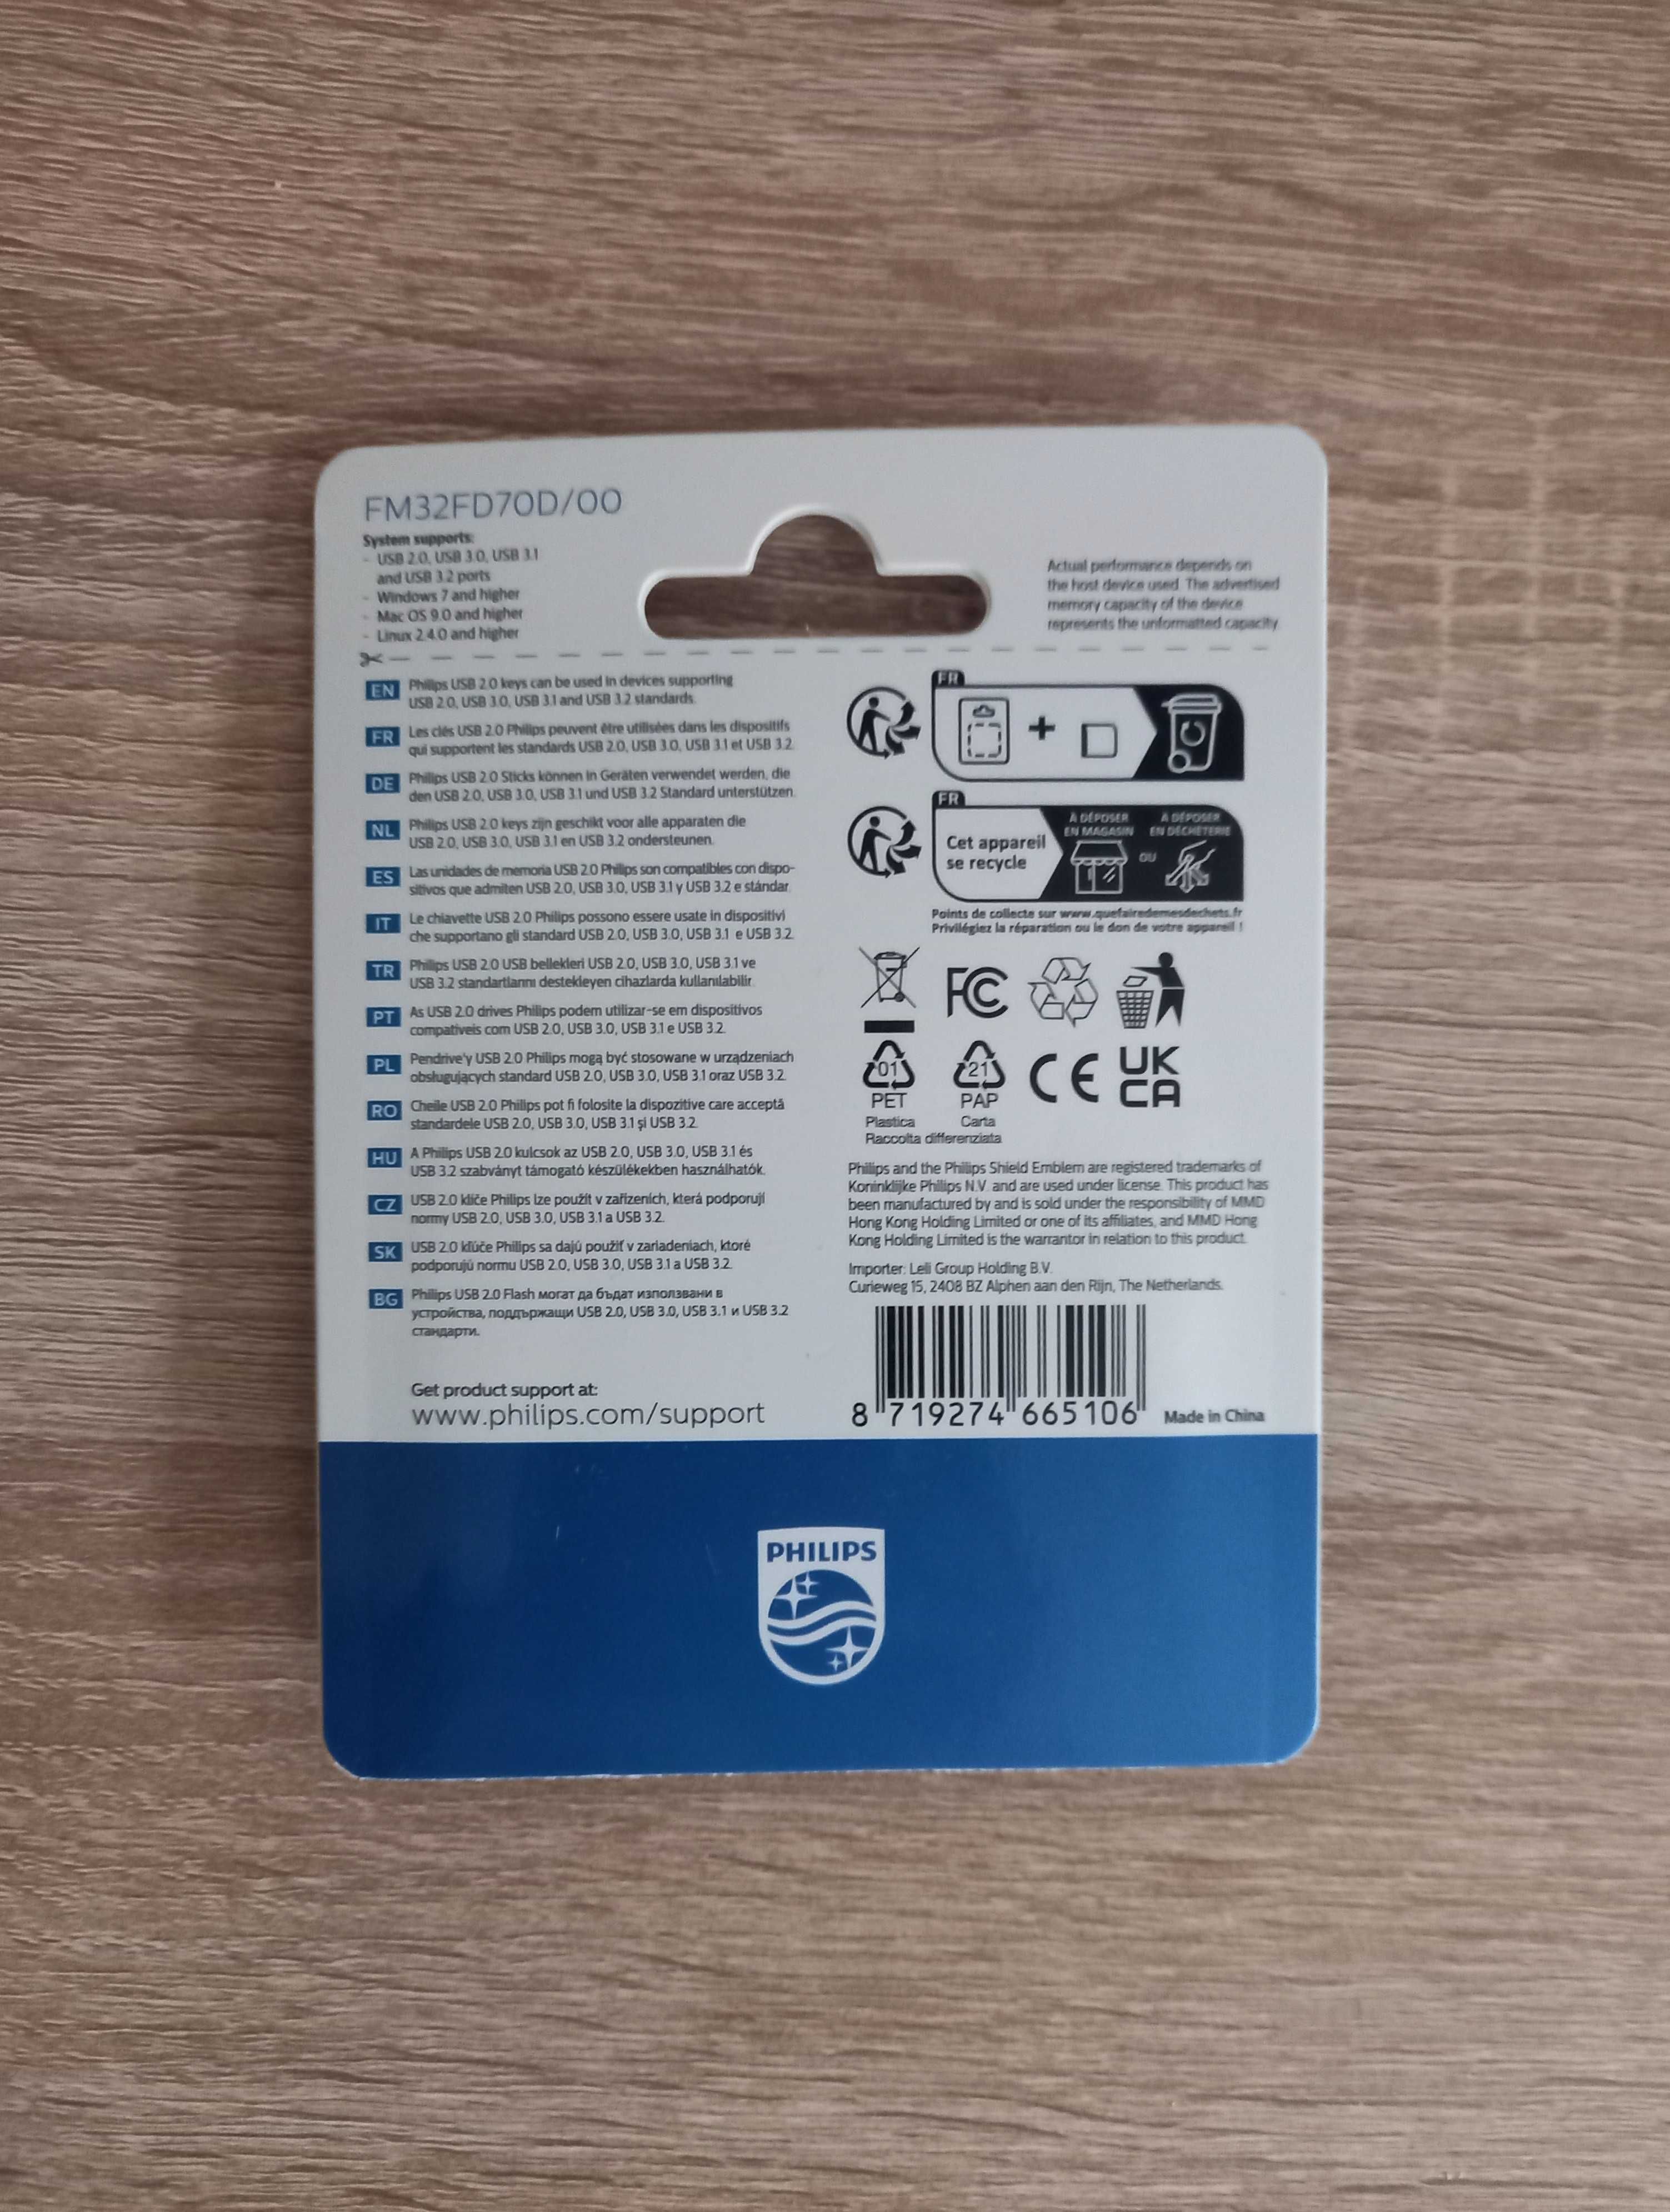 FM32FD70D/00
System supports:
- USB 2.0, USB 3.0, USB 3.1
and USB 3.2 ports
- Windows 7 and higher
- Mac OS 9.0 and higher
- Linux 2.4.0 and higher
Actual performance depends on
the host device used. The advertised
memory capacity of the device
represents the unformatted capacity.
EN Philips USB 2.0 keys can be used in devices supporting
USB 2.0, USB 3.0, USB 3.1 and USB 3.2 standards.
FR Les clés USB 2.0 Philips peuvent être utilisées dans les dispositifs
qui supportent les standards USB 2.0, USB 3.0, USB 3.1 et USB 3.2.
DE Philips USB 2.0 Sticks können in Geräten verwendet werden, die
den USB 2.0, USB 3.0, USB 3.1 und USB 3.2 Standard unterstützen.
NL Philips USB 2.0 keys zijn geschikt voor alle apparaten die
USB 2.0, USB 3.0, USB 3.1 en USB 3.2 ondersteunen.
ES Las unidades de memoria USB 2.0 Philips son compatibles con dispo-
sitivos que admiten USB 2.0, USB 3.0, USB 3.1 y USB 3.2 e stándar.
IT Le chiavette USB 2.0 Philips possono essere usate in dispositivi
che supportano gli standard USB 2.0, USB 3.0, USB 3.1 e USB 3.2.
TR Philips USB 2.0 USB bellekleri USB 2.0, USB 3.0, USB 3.1 ve
USB 3.2 standartlarını destekleyen cihazlarda kullanılabilir.
PT As USB 2.0 drives Philips podem utilizar-se em dispositivos
compatíveis com USB 2.0, USB 3.0, USB 3.1 e USB 3.2.
PL Pendrive'y USB 2.0 Philips mogą być stosowane w urządzeniach
obsługujących standard USB 2.0, USB 3.0, USB 3.1 oraz USB 3.2.
RO Cheile USB 2.0 Philips pot fi folosite la dispozitive care acceptă
standardele USB 2.0, USB 3.0, USB 3.1 și USB 3.2.
HU A Philips USB 2.0 kulcsok az USB 2.0, USB 3.0, USB 3.1 és
USB 3.2 szabványt támogató készülékekben használhatók.
CZ USB 2.0 klíče Philips lze použít v zařízeních, která podporují
normy USB 2.0, USB 3.0, USB 3.1 a USB 3.2.
SK USB 2.0 kľúče Philips sa dajú použiť v zariadeniach, ktoré
podporujú normu USB 2.0, USB 3.0, USB 3.1 a USB 3.2.
BG Philips USB 2.0 Flash могат да бъдат използвани в
устройства, поддържащи USB 2.0, USB 3.0, USB 3.1 и USB 3.2
стандарти.
Get product support at:
www.philips.com/support
FR
FR
Cet appareil
se recycle
À DÉPOSER
EN MAGASIN
OU
À DÉPOSER
EN DÉCHÈTERIE
Points de collecte sur www.quefairedemesdechets.fr
Privilégiez la réparation ou le don de votre appareil !
FC
01
PET
Plastica
21
PAP
Carta
Raccolta differenziata
CE
UK
CA
Philips and the Philips Shield Emblem are registered trademarks of
Koninklijke Philips N.V. and are used under license. This product has
been manufactured by and is sold under the responsibility of MMD
Hong Kong Holding Limited or one of its affiliates, and MMD Hong
Kong Holding Limited is the warrantor in relation to this product.
Importer: Leli Group Holding B.V.
Curieweg 15, 2408 BZ Alphen aan den Rijn, The Netherlands.
8 719274 665106
Made in China
PHILIPS